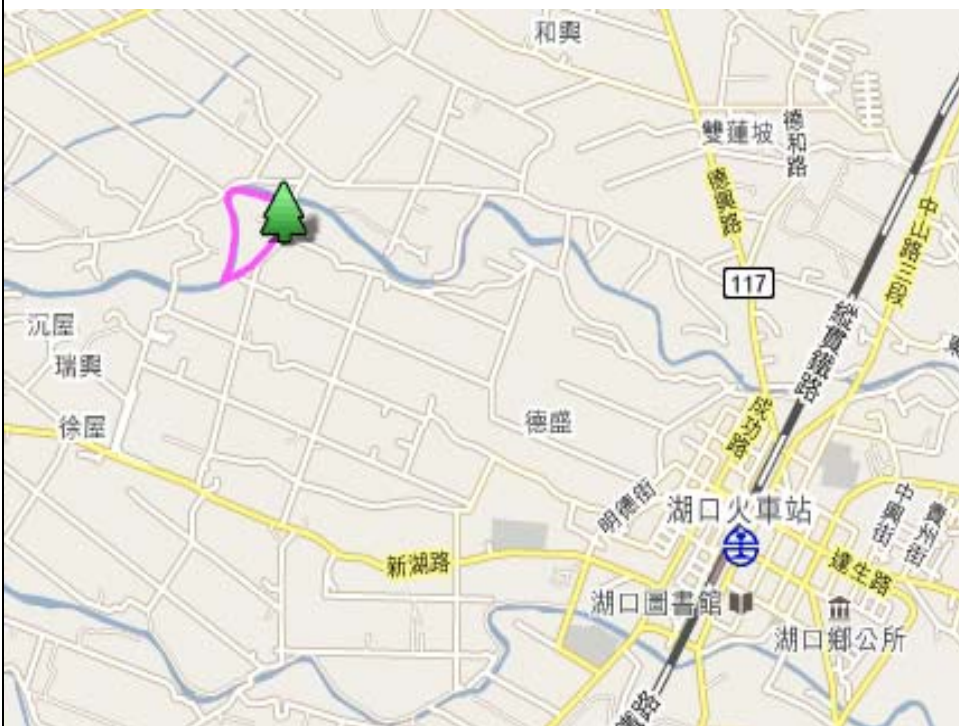 和興
雙蓮坡
德和路
德興路
中山路三段
117
縱貫鐵路
沉屋
瑞興
徐屋
德盛
成功路
明德街
湖口火車站
中興街
貴州街
新湖路
達生路
湖口圖書館
湖口鄉公所